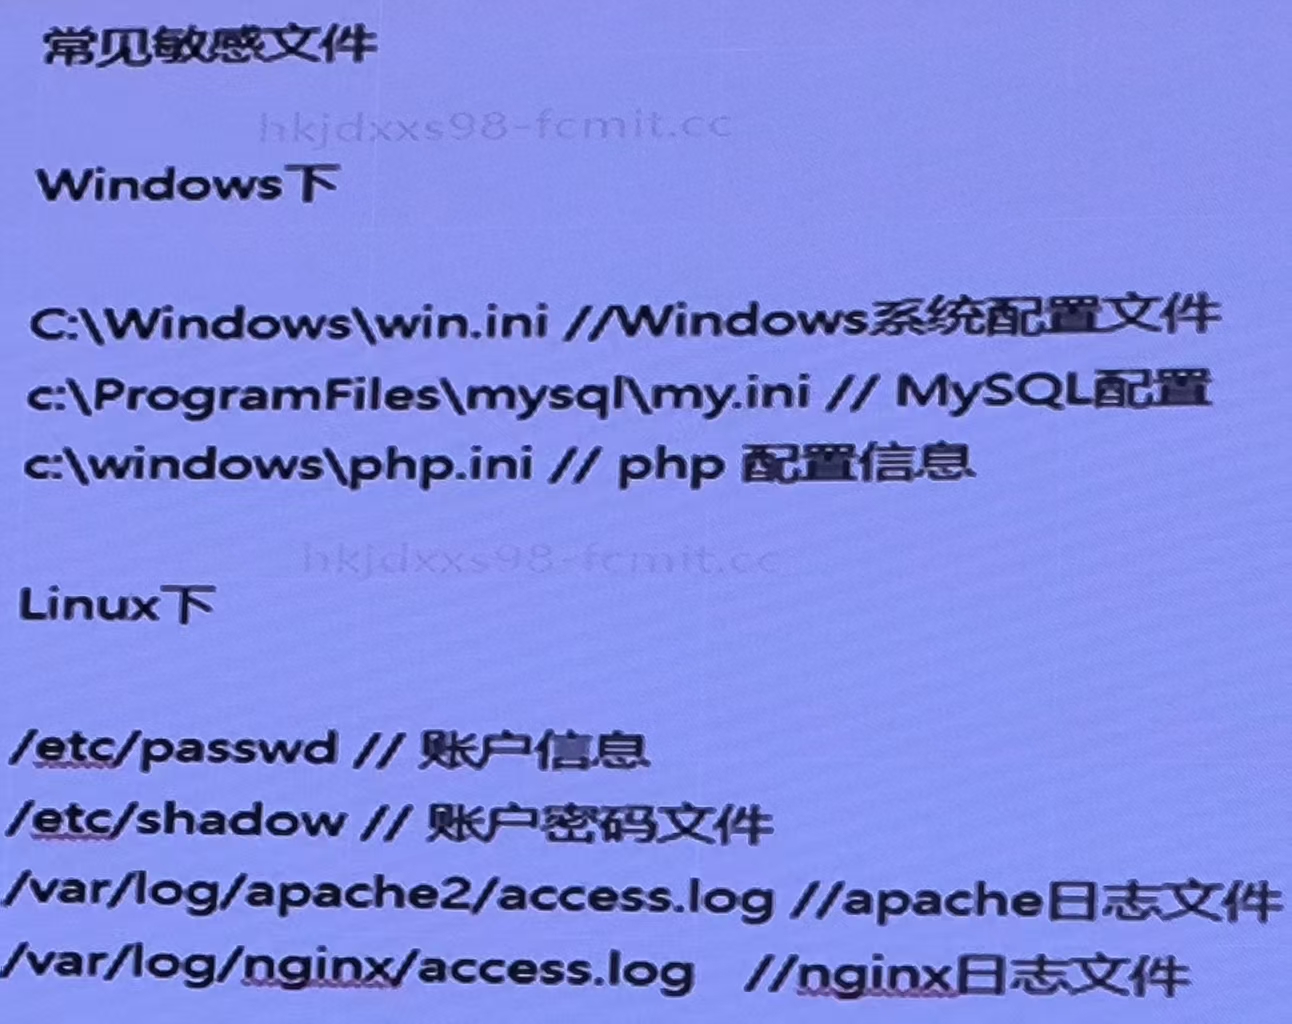 常见敏感文件
hkjdxxs98-fcmit.cc
Windows下
C:\Windows\win.ini //Windows系统配置文件
c:\ProgramFiles\mysql\my.ini // MySQL配置
c:\windows\php.ini // php 配置信息
hkjdxxs98-fcmit.cc
Linux下
/etc/passwd // 账户信息
/etc/shadow // 账户密码文件
/var/log/apache2/access.log //apache日志文件
/var/log/nginx/access.log //nginx日志文件